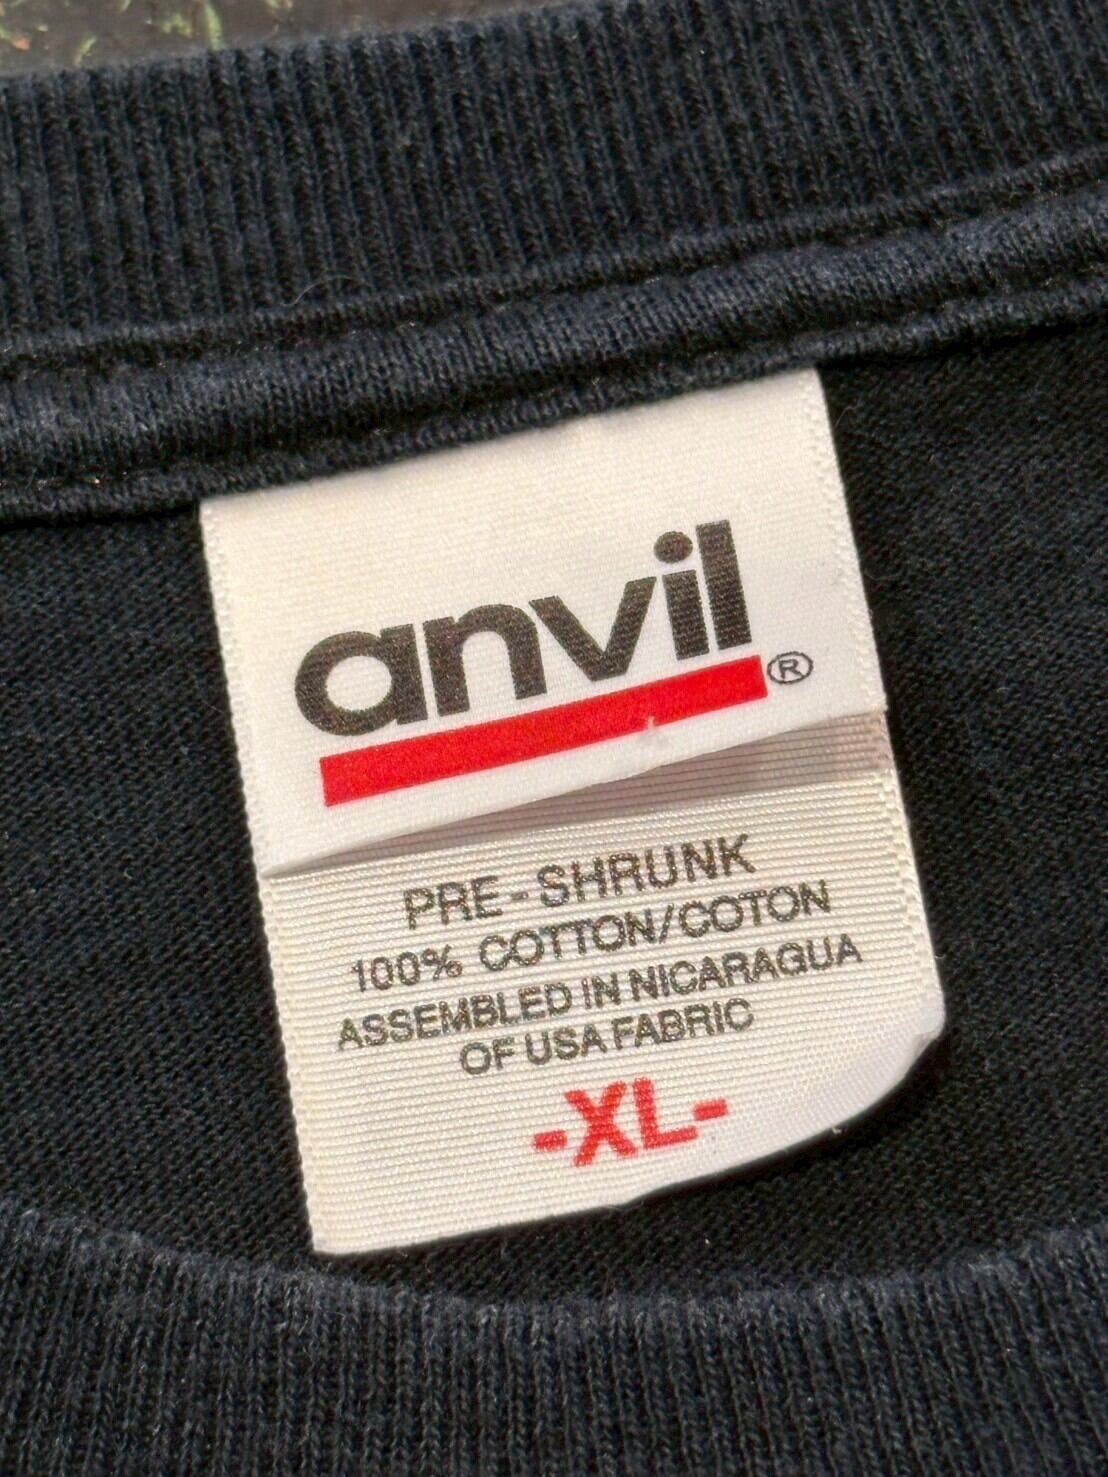 anvil®
PRE-SHRUNK
100% COTTON/COTON
ASSEMBLED IN NICARAGUA
OF USA FABRIC
-XL-